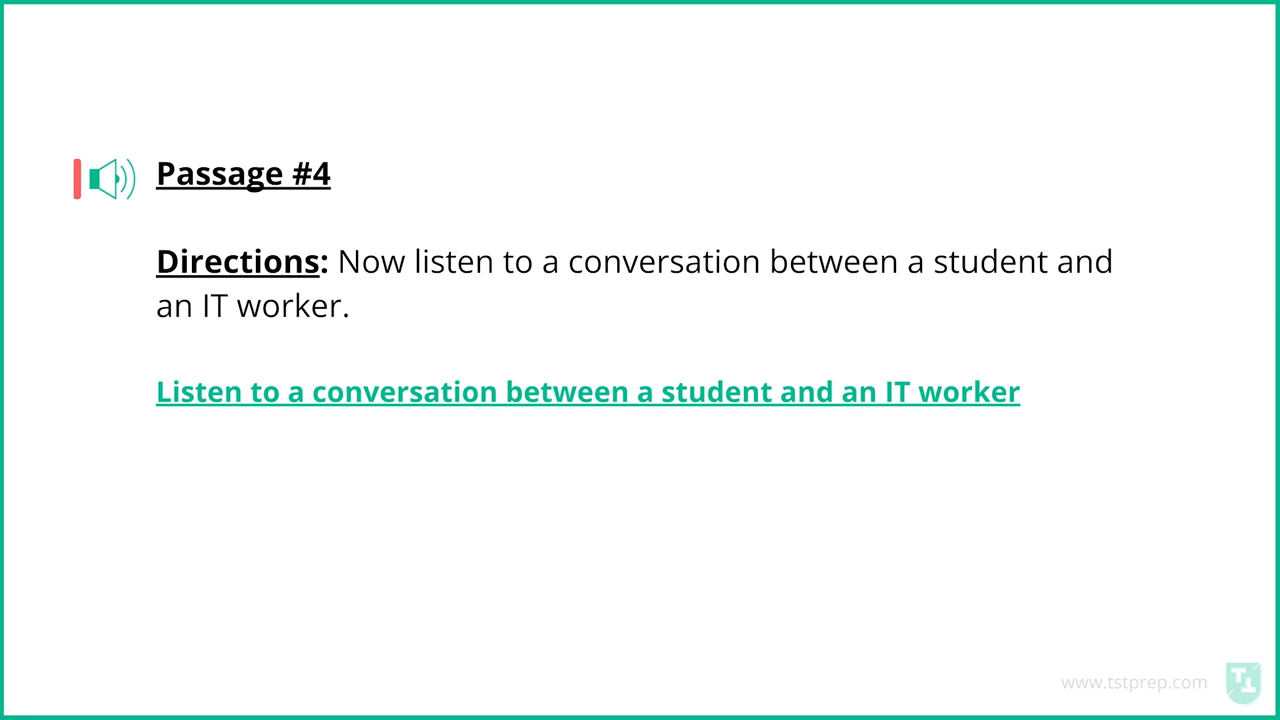 Passage #4
Directions: Now listen to a conversation between a student and
an IT worker.
Listen to a conversation between a student and an IT worker
www.tstprep.com